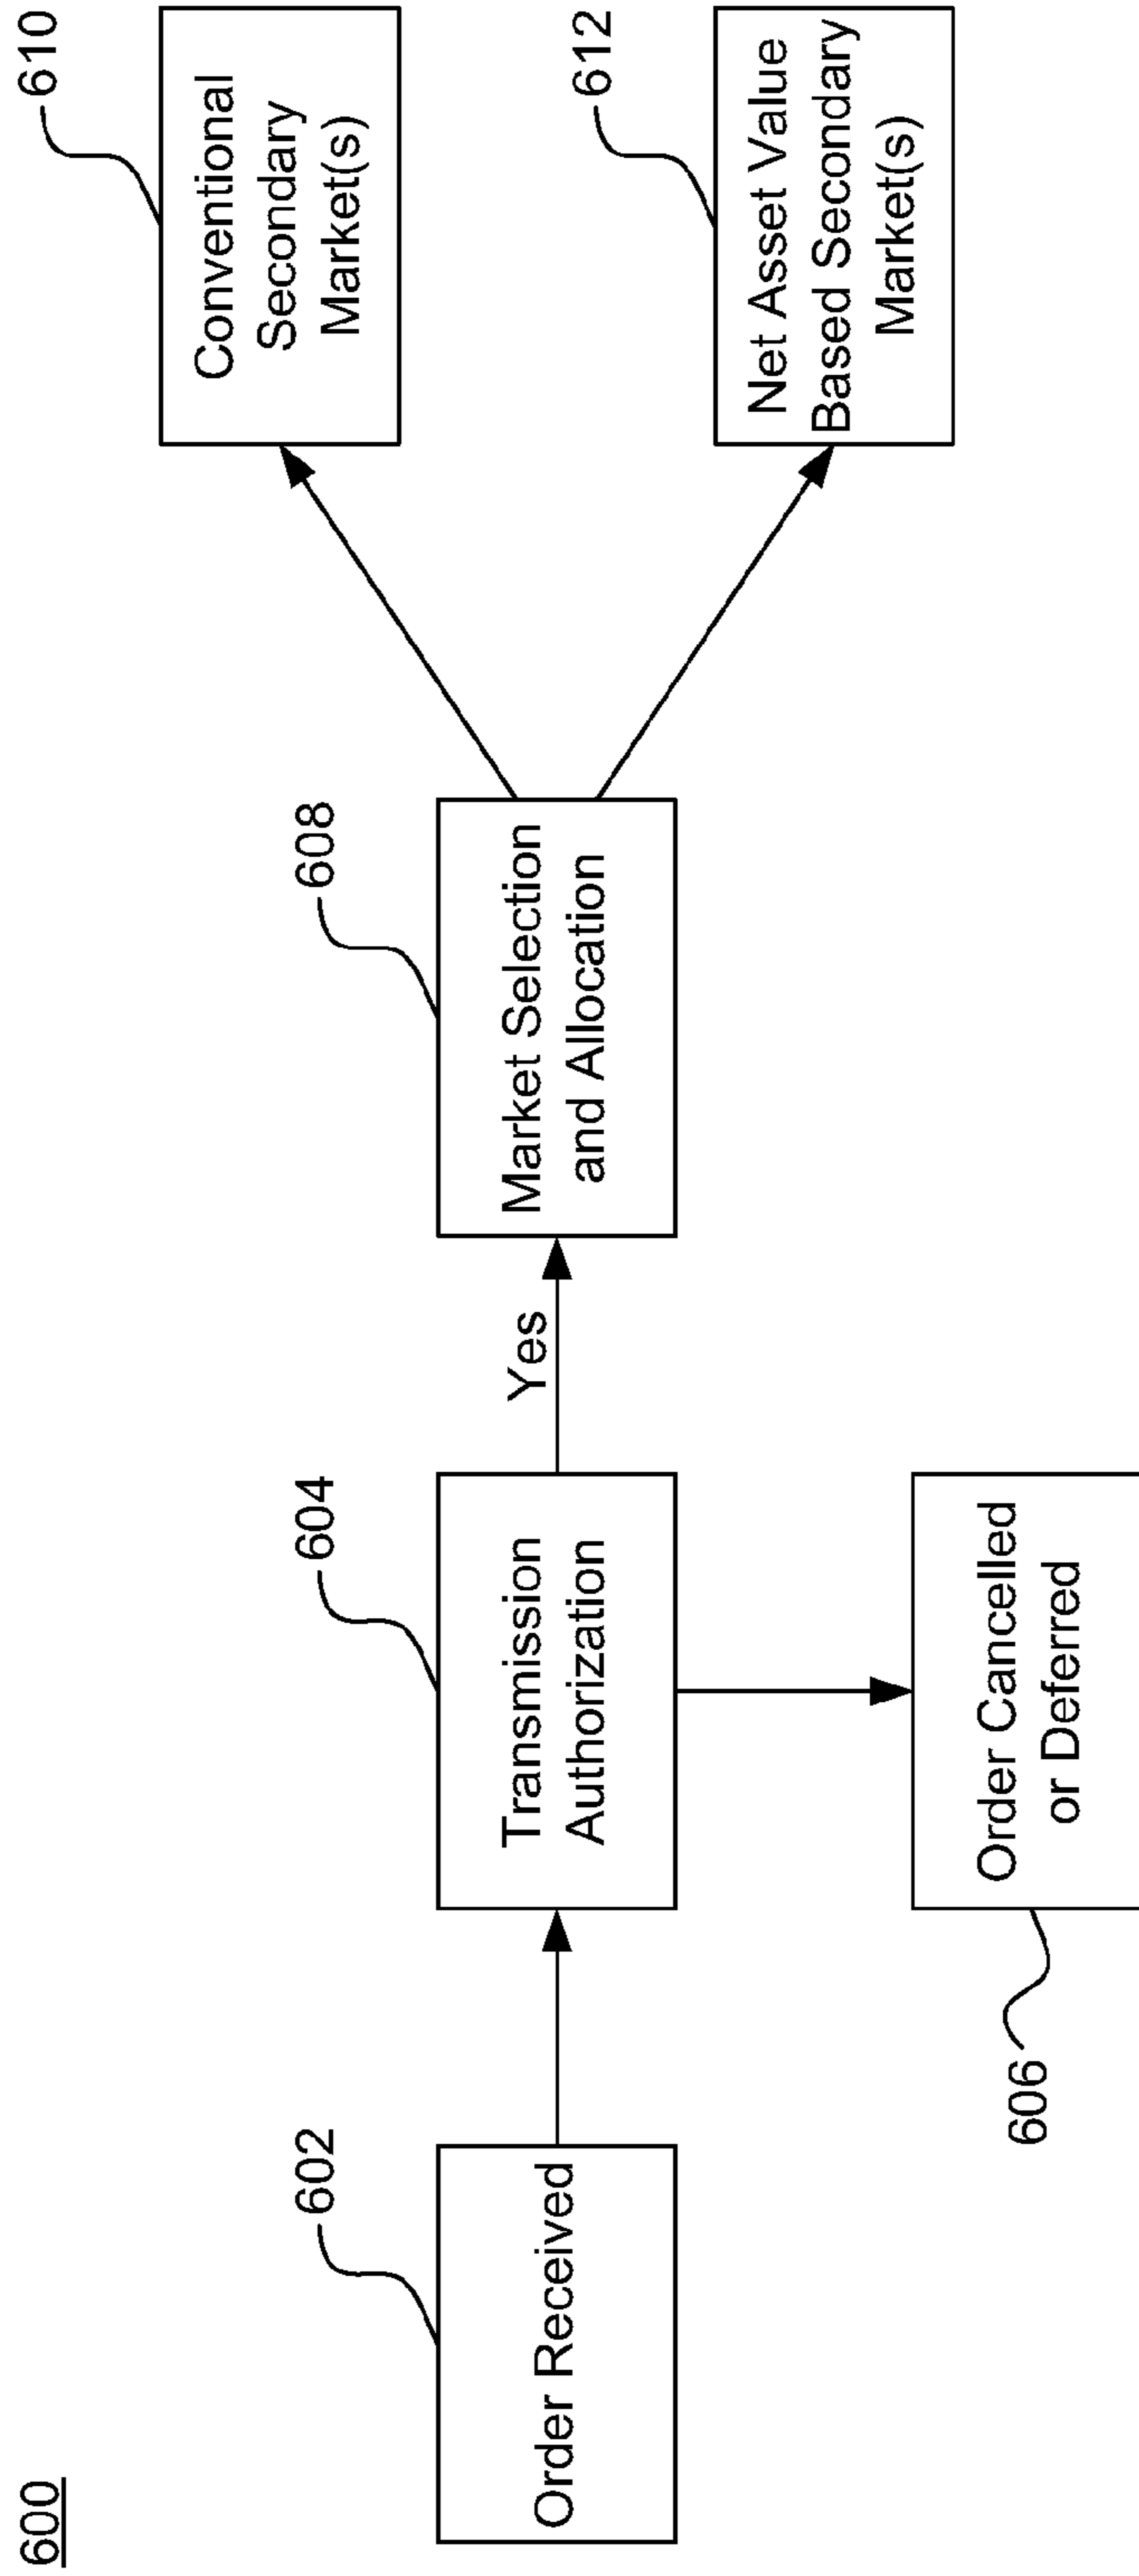 600
602
Order Received
604
Transmission
Authorization
606
Order Cancelled
or Deferred
Yes
608
Market Selection
and Allocation
610
Conventional
Secondary
Market(s)
612
Net Asset Value
Based Secondary
Market(s)